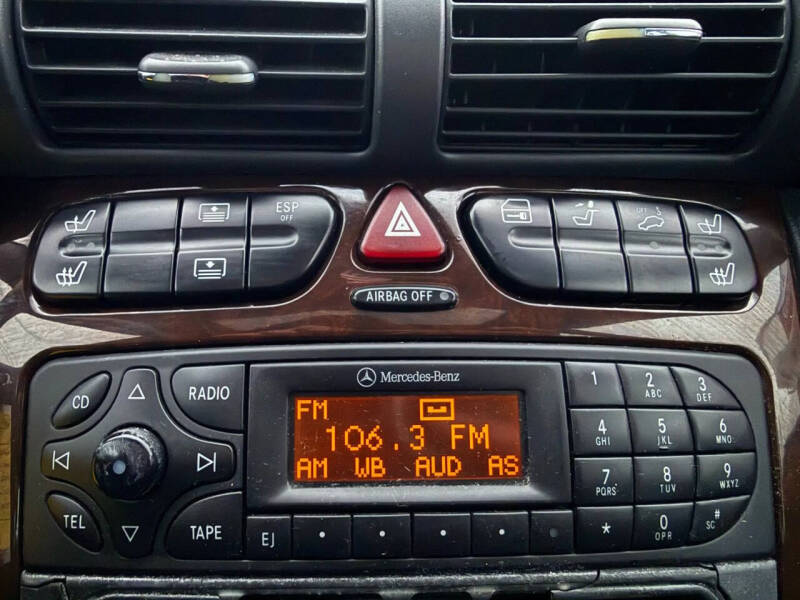 ESP
OFF
OFF
AIRBAG OFF
Mercedes-Benz
CD
RADIO
TEL
TAPE
FM
106.3 FM
AM WB AUD AS
EJ
1
2
ABC
3
DEF
4
GHI
5
JKL
6
MNO
7
PQRS
8
TUV
9
WXYZ
*
0
OPR
#
SC